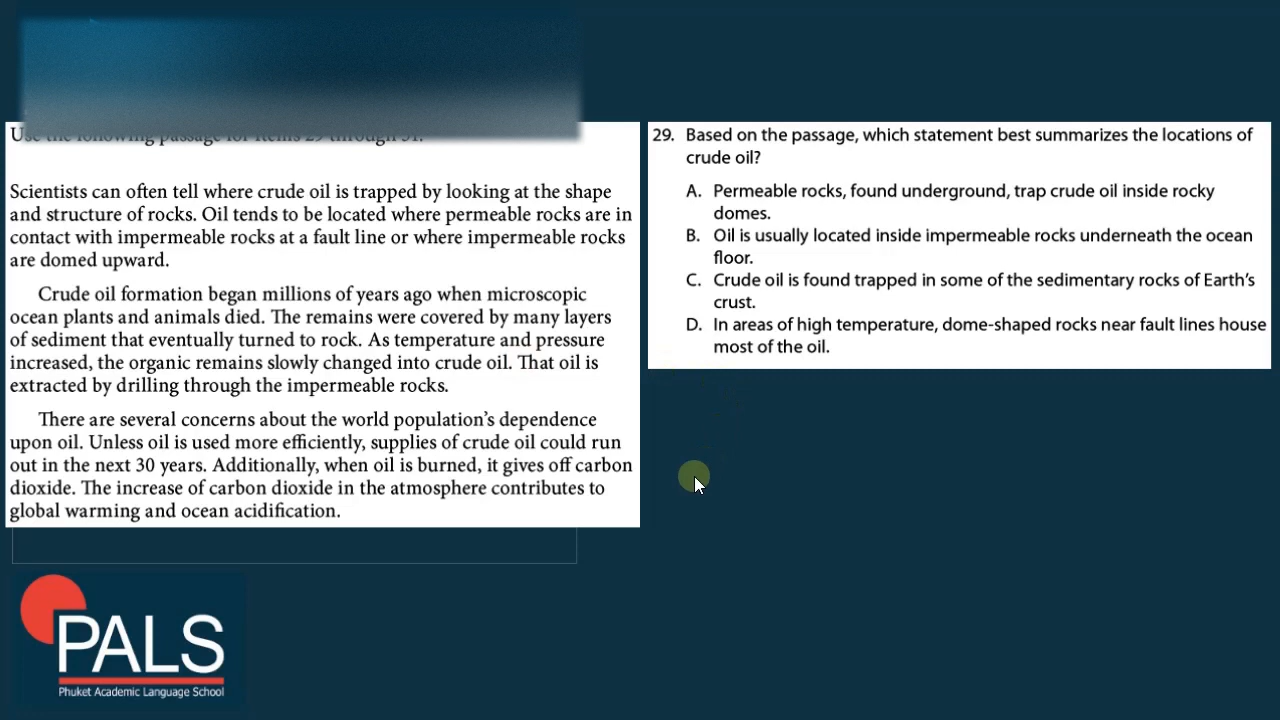 Use the following passage for items 29 through 31.
Scientists can often tell where crude oil is trapped by looking at the shape
and structure of rocks. Oil tends to be located where permeable rocks are in
contact with impermeable rocks at a fault line or where impermeable rocks
are domed upward.
Crude oil formation began millions of years ago when microscopic
ocean plants and animals died. The remains were covered by many layers
of sediment that eventually turned to rock. As temperature and pressure
increased, the organic remains slowly changed into crude oil. That oil is
extracted by drilling through the impermeable rocks.
There are several concerns about the world population's dependence
upon oil. Unless oil is used more efficiently, supplies of crude oil could run
out in the next 30 years. Additionally, when oil is burned, it gives off carbon
dioxide. The increase of carbon dioxide in the atmosphere contributes to
global warming and ocean acidification.
29. Based on the passage, which statement best summarizes the locations of
crude oil?
A. Permeable rocks, found underground, trap crude oil inside rocky
domes.
B. Oil is usually located inside impermeable rocks underneath the ocean
floor.
C. Crude oil is found trapped in some of the sedimentary rocks of Earth's
crust.
D. In areas of high temperature, dome-shaped rocks near fault lines house
most of the oil.
PALS
Phuket Academic Language School